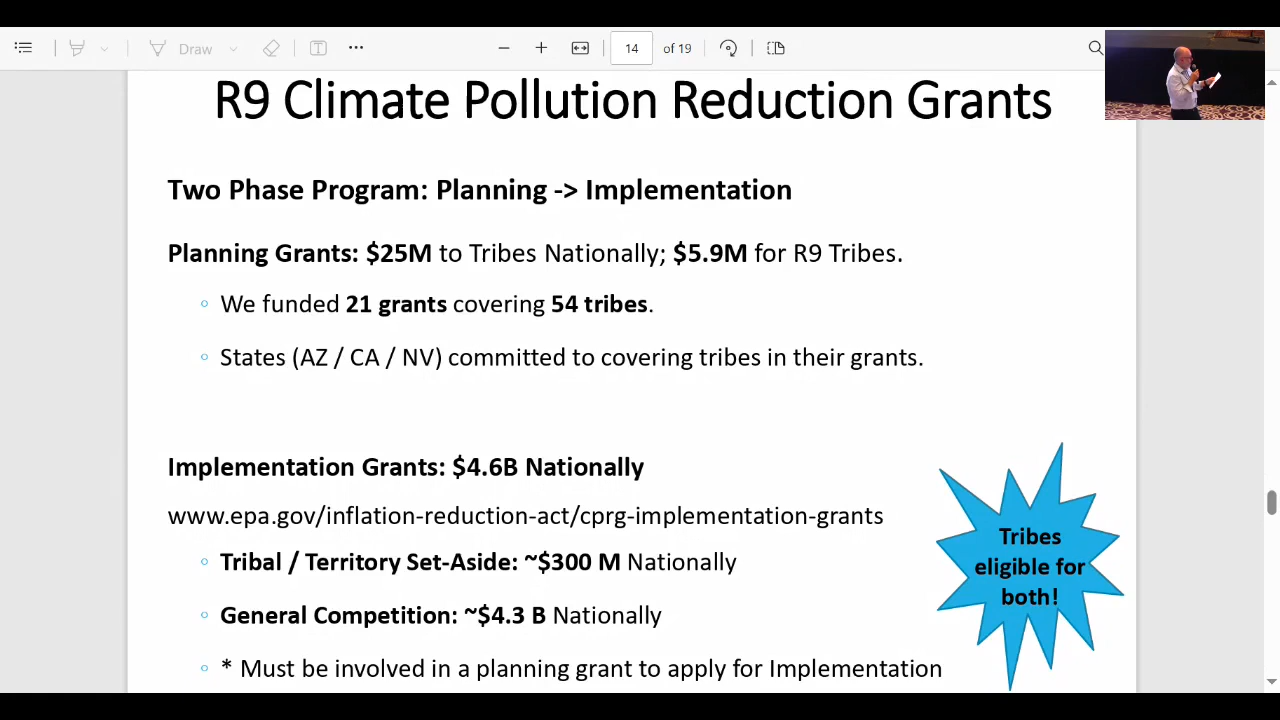 Draw
14 of 19
R9 Climate Pollution Reduction Grants
Two Phase Program: Planning -> Implementation
Planning Grants: $25M to Tribes Nationally; $5.9M for R9 Tribes.
We funded 21 grants covering 54 tribes.
States (AZ / CA / NV) committed to covering tribes in their grants.
Implementation Grants: $4.6B Nationally
www.epa.gov/inflation-reduction-act/cprg-implementation-grants
Tribal / Territory Set-Aside: ~$300 M Nationally
General Competition: ~$4.3 B Nationally
* Must be involved in a planning grant to apply for Implementation
Tribes
eligible for
both!